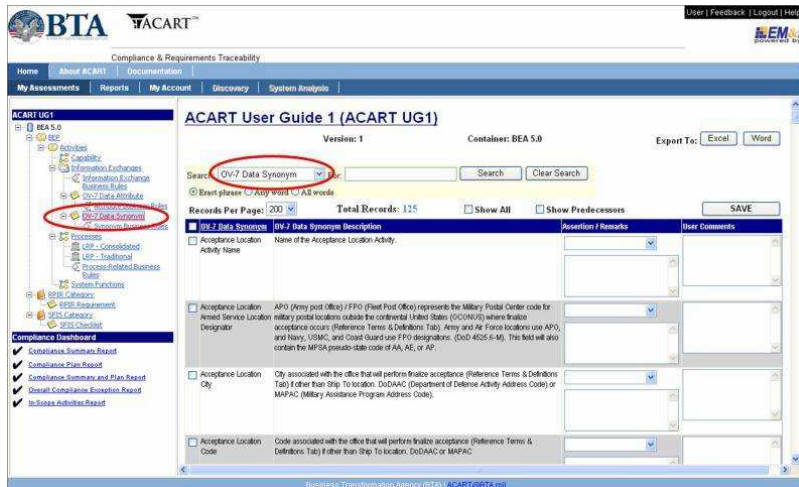 User | Feedback | Logout | Help
BTA
ACART™
EM&
powered by
Compliance & Requirements Traceability
Home
About ACART
Documentation
My Assessments
Reports
My Account
Discovery
System Analysis
ACART UG1
BEA 5.0
BEP
Activities
Capability
Information Exchanges
Information Exchange
Business Rules
OV-7 Data Attribute
Business Rules
OV-7 Data Synonym
Synonym Business Rules
Processes
LRP - Consolidated
LRP - Traditional
Process-Related Business
Rules
System Functions
RPIR Category
RPIR Requirement
SFIS Category
SFIS Checklist
Compliance Dashboard
Compliance Summary Report
Compliance Plan Report
Compliance Summary and Plan Report
Overall Compliance Exception Report
In-Scope Activities Report
ACART User Guide 1 (ACART UG1)
Version: 1
Container: BEA 5.0
Export To:
Excel
Word
Search
OV-7 Data Synonym
For:
Search
Clear Search
Exact phrase
Any word
All words
Records Per Page: 200
Total Records: 125
Show All
Show Predecessors
SAVE
OV-7 Data Synonym
OV-7 Data Synonym Description
Assertion / Remarks
User Comments
Acceptance Location
Activity Name
Name of the Acceptance Location Activity.
Acceptance Location
Armed Service Location
Designator
APO (Army post Office) / FPO (Fleet Post Office) represents the Military Postal Center code for
military postal locations outside the continental United States (OCONUS) where finalize
acceptance occurs (Reference Terms & Definitions Tab). Army and Air Force locations use APO,
and Navy, USMC, and Coast Guard use FPO designations. (DoD 4525.6-M). This field will also
contain the MPSA pseudo-state code of AA, AE, or AP.
Acceptance Location
City
City associated with the office that will perform finalize acceptance (Reference Terms & Definitions
Tab) if other than Ship To location. DoDAAC (Department of Defense Activity Address Code) or
MAPAC (Military Assistance Program Address Code).
Acceptance Location
Code
Code associated with the office that will perform finalize acceptance (Reference Terms &
Definitions Tab) if other than Ship To location. DoDAAC or MAPAC
Business Transformation Agency (BTA) | ACART@BTA.mil